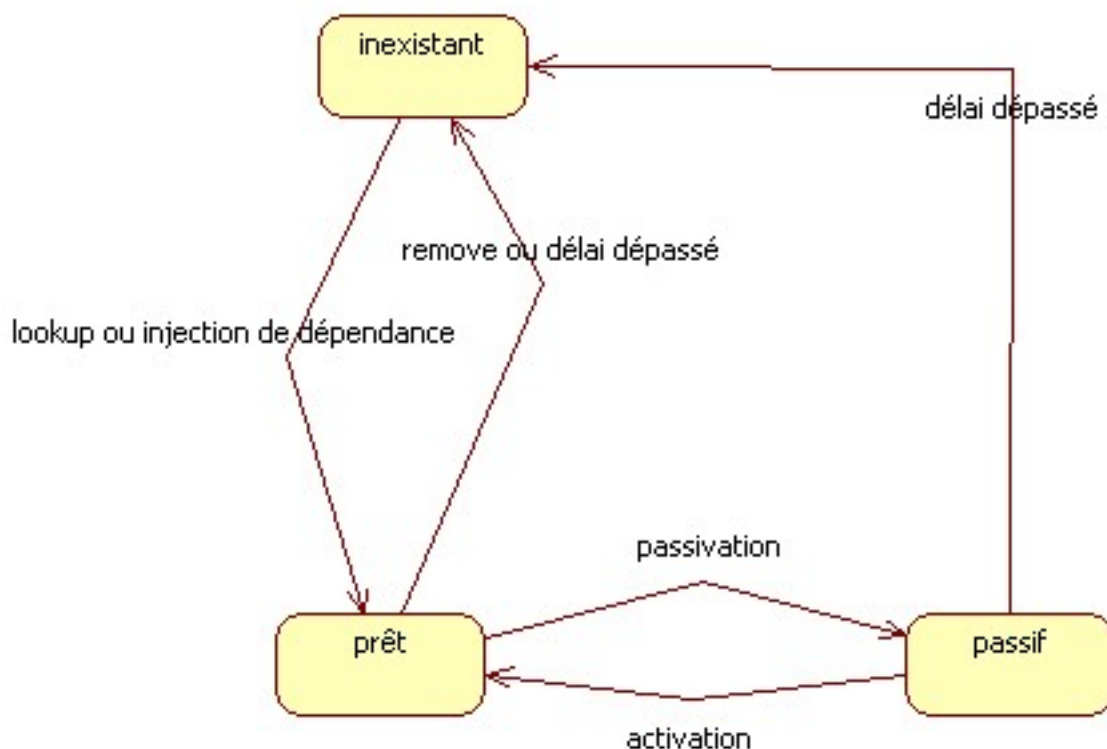 inexistant
délai dépassé
remove ou délai dépassé
lookup ou injection de dépendance
passivation
prêt
passif
activation